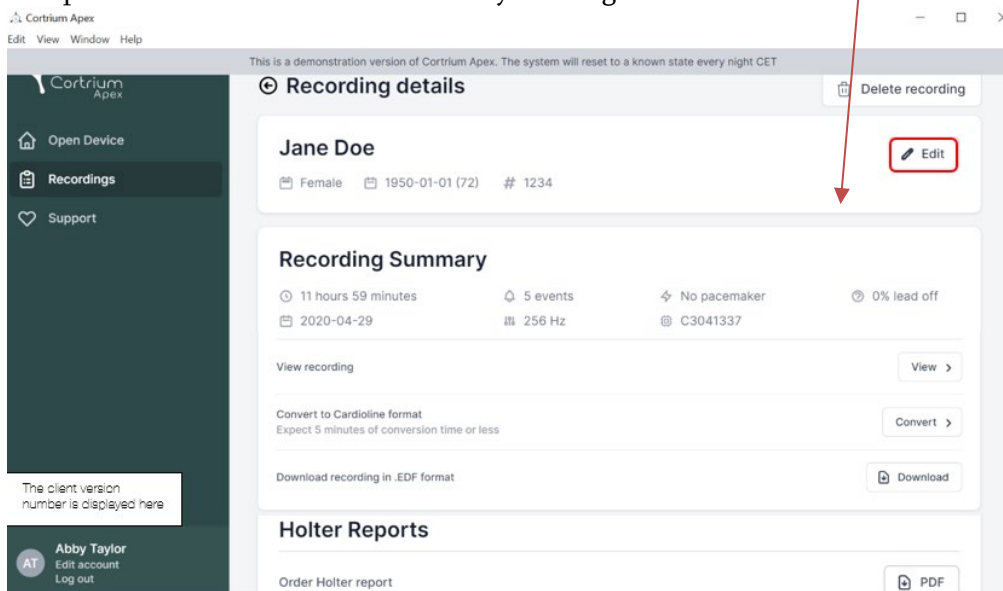 Cortrium Apex
Edit View Window Help
This is a demonstration version of Cortrium Apex. The system will reset to a known state every night CET
Cortrium
Apex
Recording details
Delete recording
Open Device
Recordings
Support
Jane Doe
Edit
Female 1950-01-01 (72) # 1234
Recording Summary
11 hours 59 minutes 5 events No pacemaker 0% lead off
2020-04-29 256 Hz C3041337
View recording View
Convert to Cardioline format
Expect 5 minutes of conversion time or less
Convert
Download recording in .EDF format Download
The client version
number is displayed here
Holter Reports
Order Holter report PDF
AT
Abby Taylor
Edit account
Log out